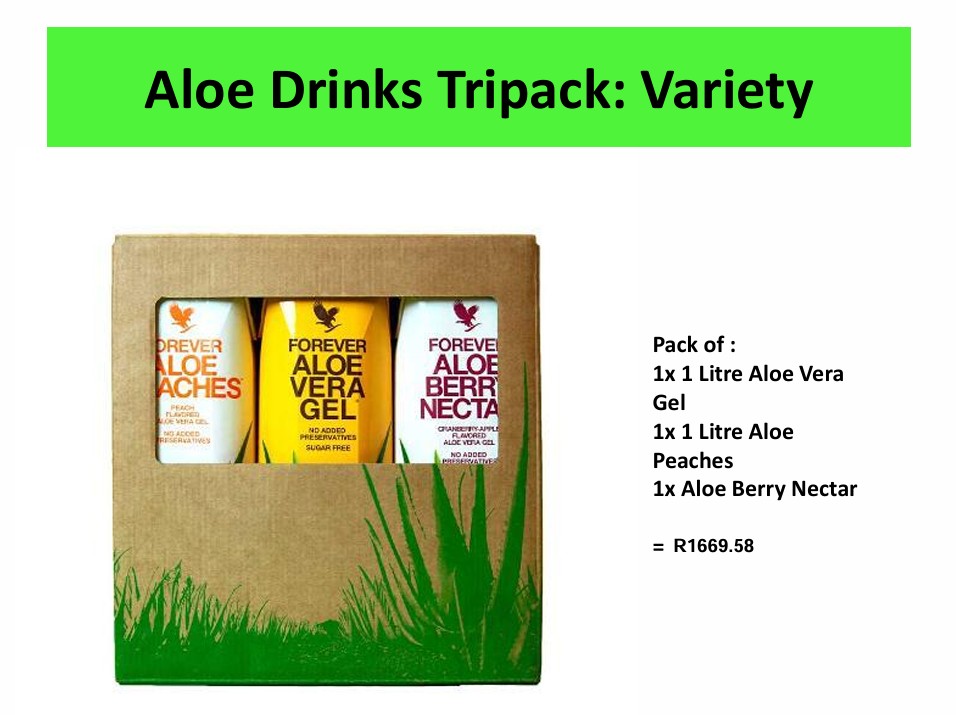 Aloe Drinks Tripack: Variety
FOREVER
ALOE
ACHES
PEACH
FLAVORED
ALOE VERA GEL
NO ADDED
PRESERVATIVES
FOREVER
ALOE
VERA
GEL
NO ADDED
PRESERVATIVES
SUGAR FREE
FOREVER
ALOE
BERRY
NECTA
CRANBERRY-APPLE
FLAVORED
ALOE VERA GEL
NO ADDED
PRESERVATIVES
Pack of :
1x 1 Litre Aloe Vera
Gel
1x 1 Litre Aloe
Peaches
1x Aloe Berry Nectar
= R1669.58